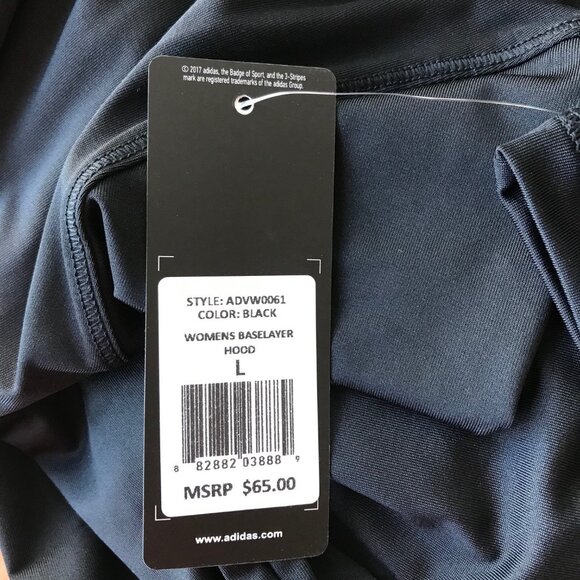 © 2017 adidas, the Badge of Sport, and the 3-Stripes
mark are registered trademarks of the adidas Group.
STYLE: ADVW0061
COLOR: BLACK
WOMENS BASELAYER
HOOD
L
8 82882 03888 9
MSRP $65.00
www.adidas.com